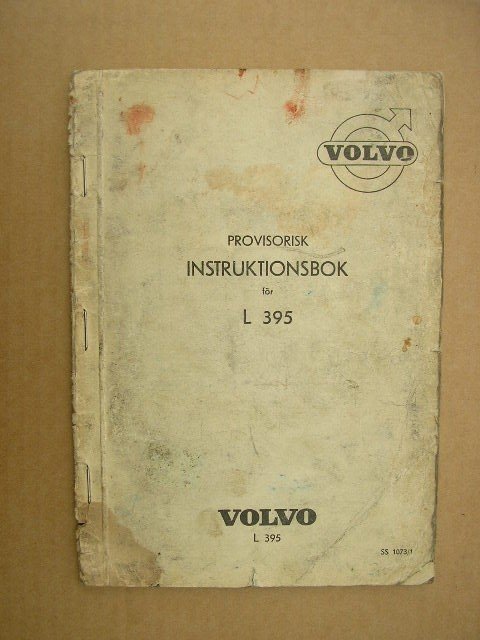 VOLVO
PROVISORISK
INSTRUKTIONSBOK
för
L 395
VOLVO
L 395
SS 1073/1